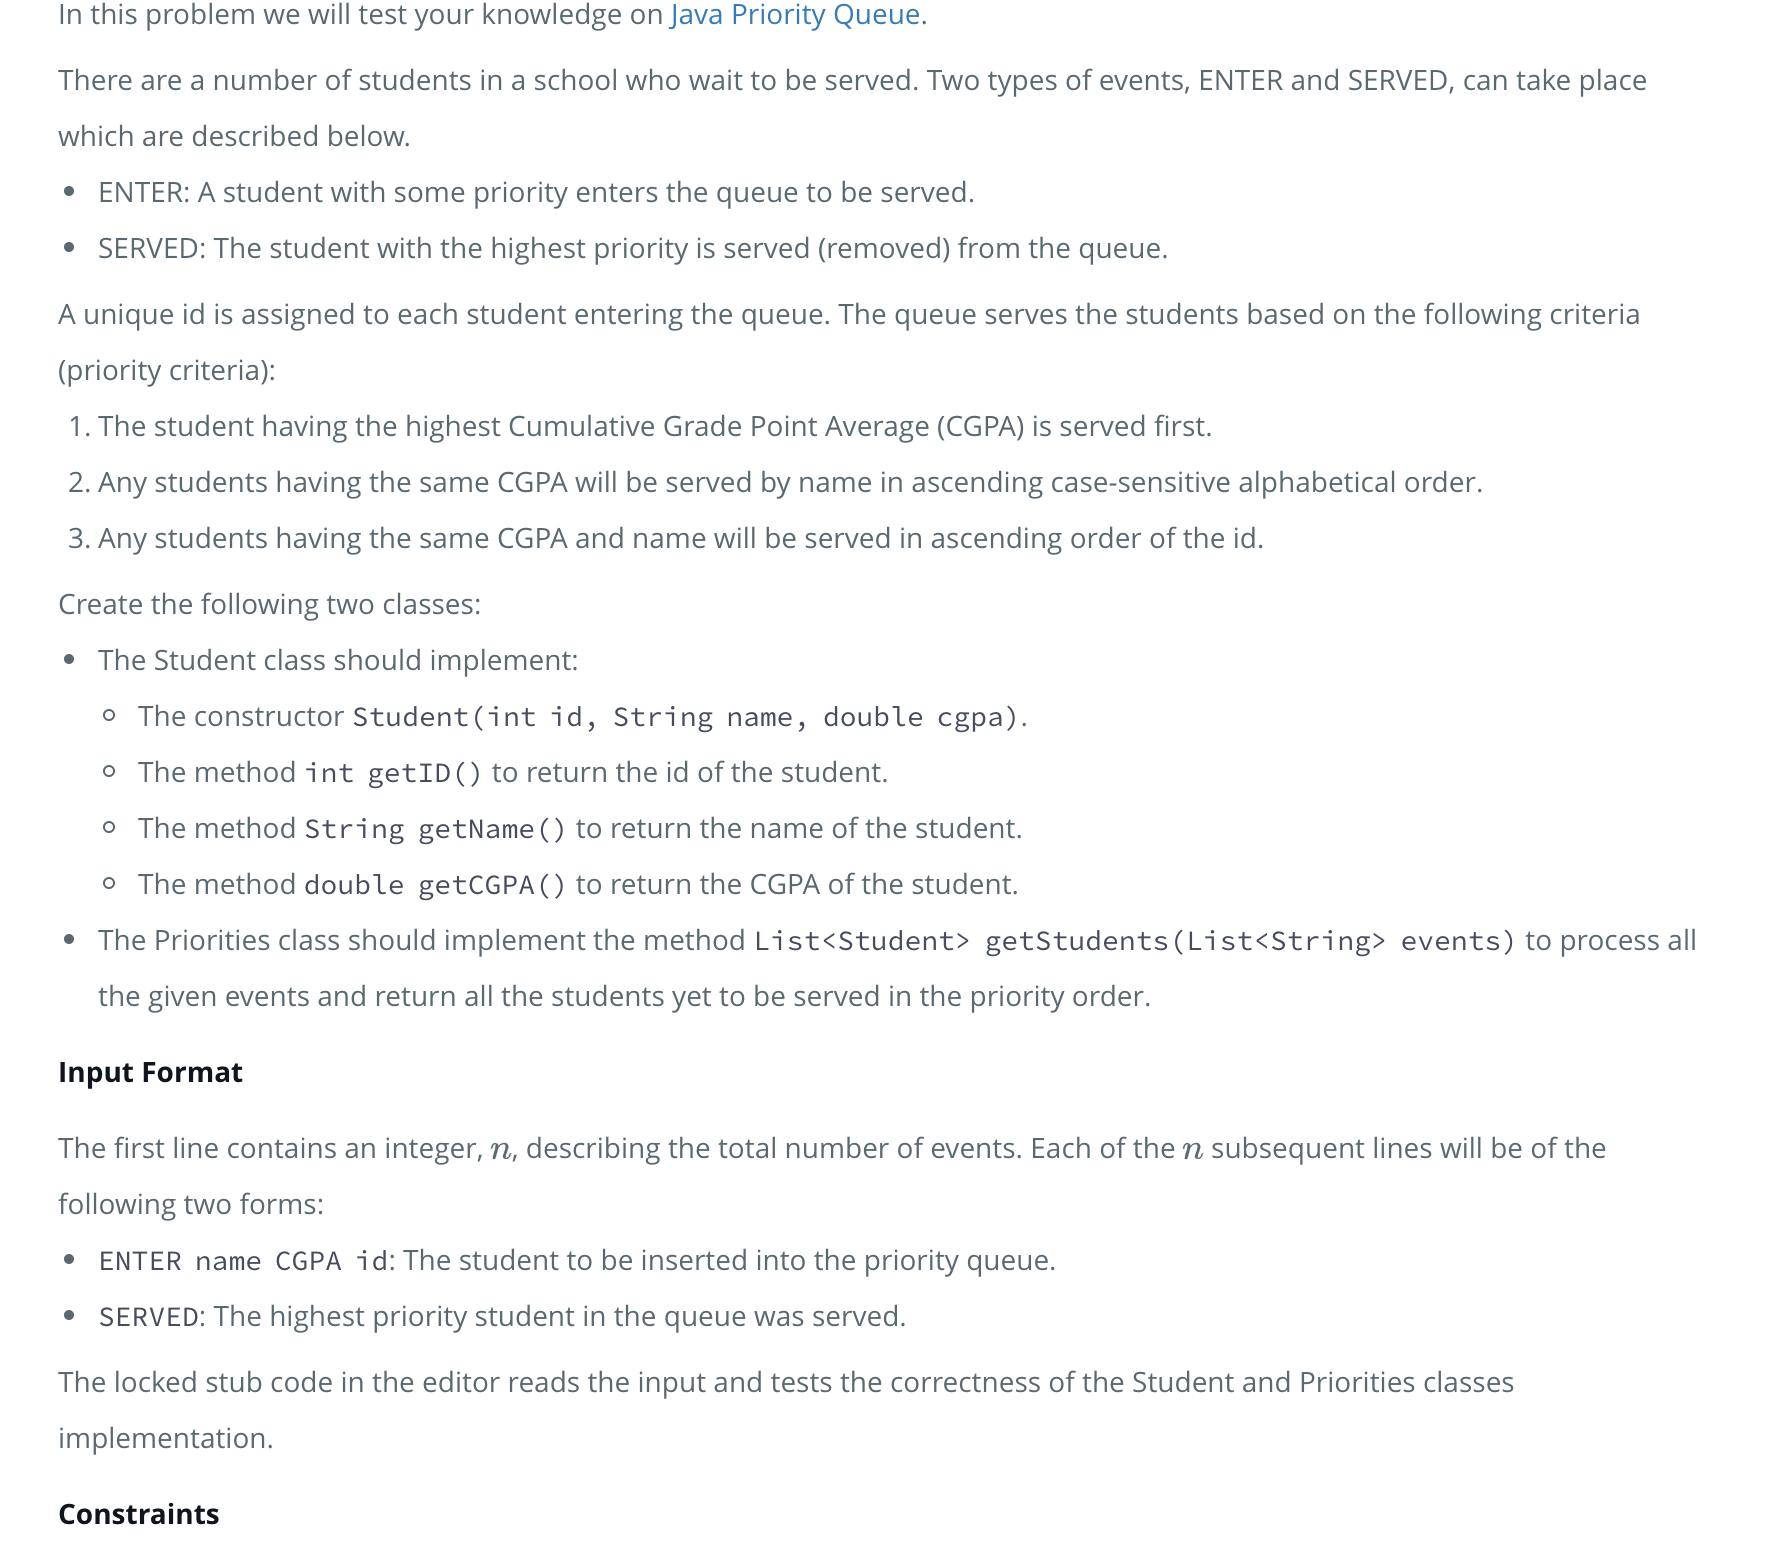 In this problem we will test your knowledge on Java Priority Queue.
There are a number of students in a school who wait to be served. Two types of events, ENTER and SERVED, can take place
which are described below.
• ENTER: A student with some priority enters the queue to be served.
• SERVED: The student with the highest priority is served (removed) from the queue.
A unique id is assigned to each student entering the queue. The queue serves the students based on the following criteria
(priority criteria):
1. The student having the highest Cumulative Grade Point Average (CGPA) is served first.
2. Any students having the same CGPA will be served by name in ascending case-sensitive alphabetical order.
3. Any students having the same CGPA and name will be served in ascending order of the id.
Create the following two classes:
• The Student class should implement:
◦ The constructor Student(int id, String name, double cgpa).
◦ The method int getID() to return the id of the student.
◦ The method String getName() to return the name of the student.
◦ The method double getCGPA() to return the CGPA of the student.
• The Priorities class should implement the method List<Student> getStudents(List<String> events) to process all
the given events and return all the students yet to be served in the priority order.
Input Format
The first line contains an integer, n, describing the total number of events. Each of the n subsequent lines will be of the
following two forms:
• ENTER name CGPA id: The student to be inserted into the priority queue.
• SERVED: The highest priority student in the queue was served.
The locked stub code in the editor reads the input and tests the correctness of the Student and Priorities classes
implementation.
Constraints